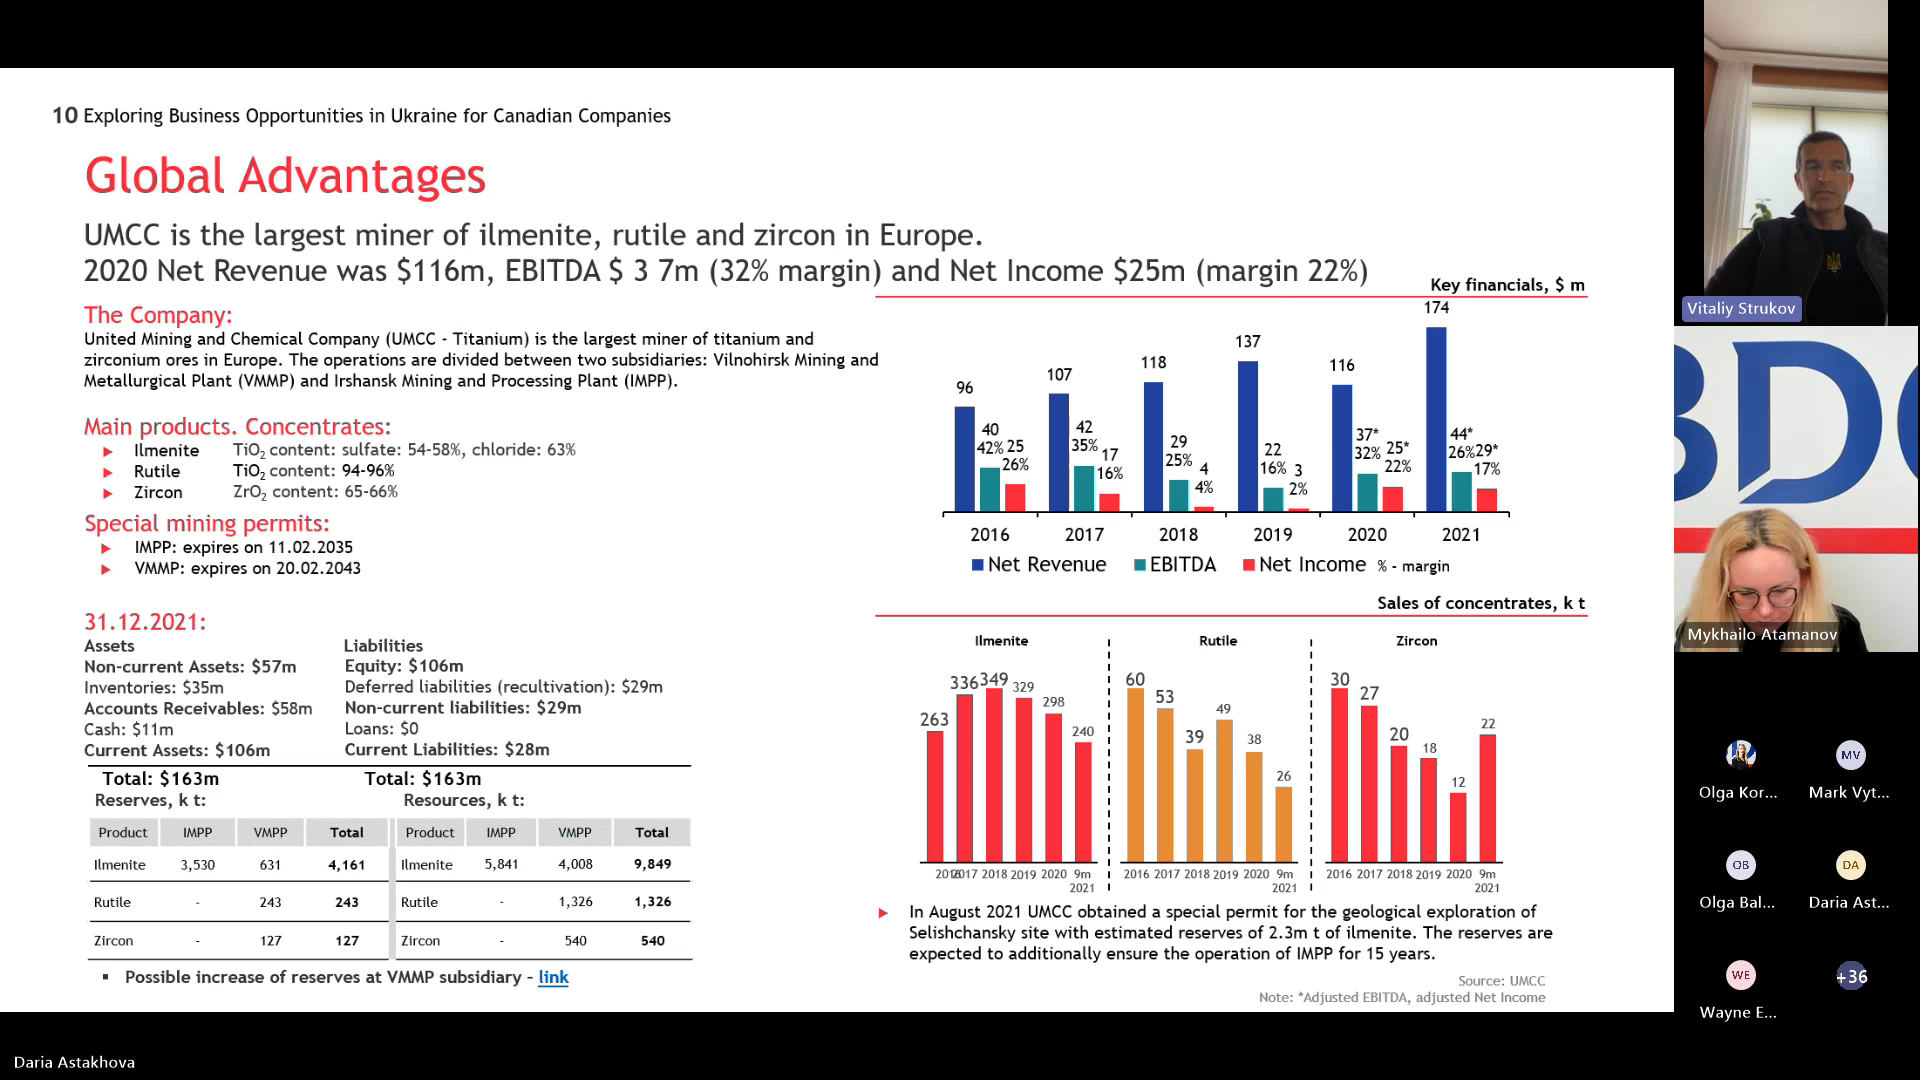 10 Exploring Business Opportunities in Ukraine for Canadian Companies
Global Advantages
UMCC is the largest miner of ilmenite, rutile and zircon in Europe.
2020 Net Revenue was $116m, EBITDA $ 3 7m (32% margin) and Net Income $25m (margin 22%)
The Company:
United Mining and Chemical Company (UMCC - Titanium) is the largest miner of titanium and
zirconium ores in Europe. The operations are divided between two subsidiaries: Vilnohirsk Mining and
Metallurgical Plant (VMMP) and Irshansk Mining and Processing Plant (IMPP).
Main products. Concentrates:
Ilmenite TiO2 content: sulfate: 54-58%, chloride: 63%
Rutile TiO2 content: 94-96%
Zircon ZrO2 content: 65-66%
Special mining permits:
IMPP: expires on 11.02.2035
VMMP: expires on 20.02.2043
31.12.2021:
Assets Liabilities
Non-current Assets: $57m Equity: $106m
Inventories: $35m Deferred liabilities (recultivation): $29m
Accounts Receivables: $58m Non-current liabilities: $29m
Cash: $11m Loans: $0
Current Assets: $106m Current Liabilities: $28m
Total: $163m Total: $163m
Reserves, k t: Resources, k t:
Product IMPP VMPP Total Product IMPP VMPP Total
Ilmenite 3,530 631 4,161 Ilmenite 5,841 4,008 9,849
Rutile - 243 243 Rutile - 1,326 1,326
Zircon - 127 127 Zircon - 540 540
▪ Possible increase of reserves at VMMP subsidiary – link
Key financials, $ m
96 40 42% 25 26%
107 42 35% 17 16%
118 29 25% 4 4%
137 22 16% 3 2%
116 37* 32% 25* 22%
174 44* 26% 29* 17%
2016 2017 2018 2019 2020 2021
Net Revenue EBITDA Net Income % - margin
Sales of concentrates, k t
Ilmenite Rutile Zircon
263 336 349 329 298 240
60 53 39 49 38 26
30 27 20 18 12 22
2016 2017 2018 2019 2020 9m 2021
2016 2017 2018 2019 2020 9m 2021
2016 2017 2018 2019 2020 9m 2021
In August 2021 UMCC obtained a special permit for the geological exploration of
Selishchansky site with estimated reserves of 2.3m t of ilmenite. The reserves are
expected to additionally ensure the operation of IMPP for 15 years.
Source: UMCC
Note: *Adjusted EBITDA, adjusted Net Income
Vitaliy Strukov
BDO
Mykhailo Atamanov
Olga Kor...
MV
Mark Vyt...
OB
Olga Bal...
DA
Daria Ast...
WE
Wayne E...
+36
Daria Astakhova